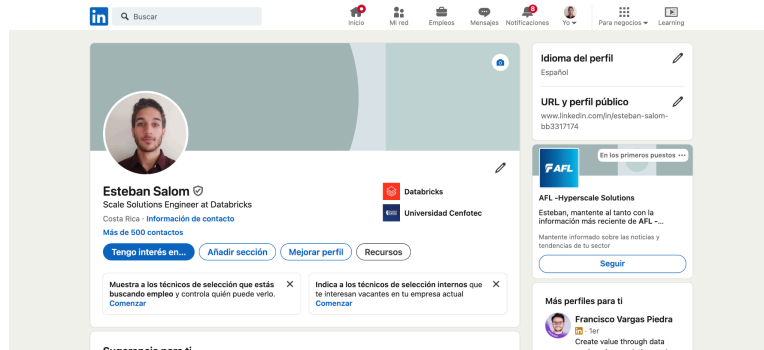 in
Buscar
Inicio
Mi red
Empleos
Mensajes
8
Notificaciones
Yo
Para negocios
Learning
Esteban Salom
Scale Solutions Engineer at Databricks
Costa Rica · Información de contacto
Más de 500 contactos
Databricks
Universidad Cenfotec
Tengo interés en...
Añadir sección
Mejorar perfil
Recursos
Muestra a los técnicos de selección que estás
buscando empleo y controla quién puede verlo.
Comenzar
Indica a los técnicos de selección internos que
te interesan vacantes en tu empresa actual
Comenzar
Idioma del perfil
Español
URL y perfil público
www.linkedin.com/in/esteban-salom-
bb3317174
En los primeros puestos ···
AFL
AFL -Hyperscale Solutions
Esteban, mantente al tanto con la
información más reciente de AFL -...
Mantente informado sobre las noticias y
tendencias de tu sector
Seguir
Más perfiles para ti
Francisco Vargas Piedra
in · 1er
Create value through data